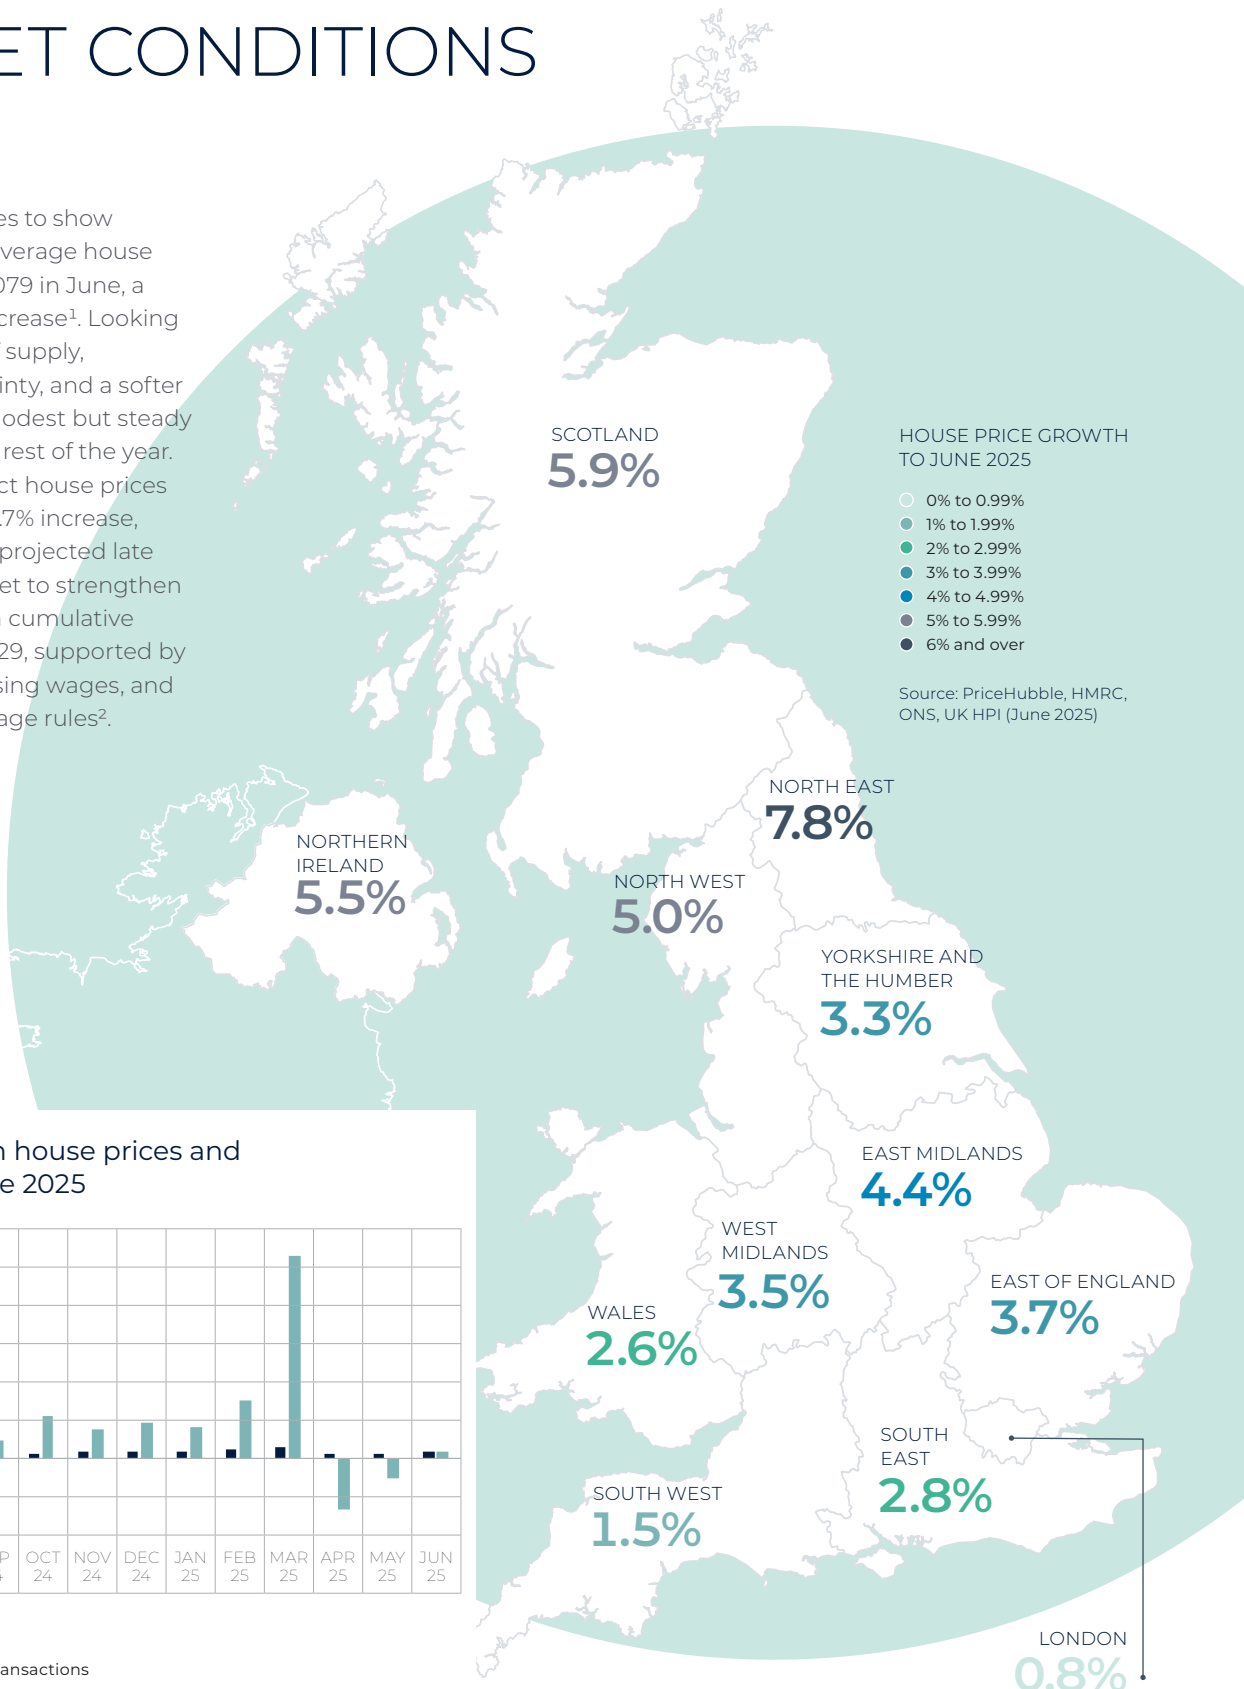 ET CONDITIONS
es to show
verage house
079 in June, a
crease¹. Looking
f supply,
inty, and a softer
odest but steady
rest of the year.
ct house prices
.7% increase,
projected late
et to strengthen
cumulative
29, supported by
sing wages, and
age rules².
SCOTLAND
5.9%
HOUSE PRICE GROWTH
TO JUNE 2025
0% to 0.99%
1% to 1.99%
2% to 2.99%
3% to 3.99%
4% to 4.99%
5% to 5.99%
6% and over
Source: PriceHubble, HMRC,
ONS, UK HPI (June 2025)
NORTH EAST
7.8%
NORTHERN
IRELAND
5.5%
NORTH WEST
5.0%
YORKSHIRE AND
THE HUMBER
3.3%
EAST MIDLANDS
4.4%
WEST
MIDLANDS
3.5%
EAST OF ENGLAND
3.7%
WALES
2.6%
SOUTH
EAST
2.8%
SOUTH WEST
1.5%
LONDON
0.8%
n house prices and
e 2025
P OCT NOV DEC JAN FEB MAR APR MAY JUN
4 24 24 24 25 25 25 25 25 25
ansactions